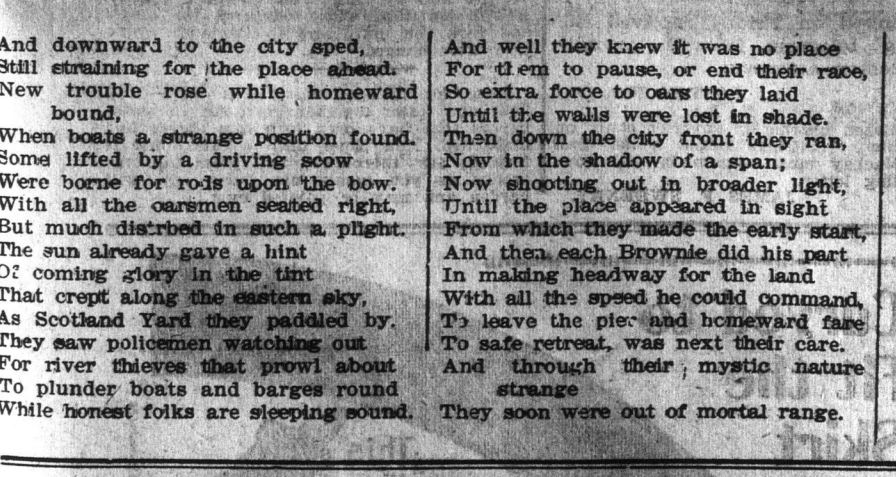 And downward to the city sped,
Still straining for the place ahead.
New trouble rose while homeward
bound,
When boats a strange position found.
Some lifted by a driving scow
Were borne for rods upon the bow.
With all the oarsmen seated right,
But much distrbed in such a plight.
The sun already gave a hint
Of coming glory in the tint
That crept along the eastern sky,
As Scotland Yard they paddled by.
They saw policemen watching out
For river thieves that prowl about
To plunder boats and barges round
While honest folks are sleeping sound.
And well they knew it was no place
For them to pause, or end their race,
So extra force to oars they laid
Until the walls were lost in shade.
Then down the city front they ran,
Now in the shadow of a span;
Now shooting out in broader light,
Until the place appeared in sight
From which they made the early start,
And then each Brownie did his part
In making headway for the land
With all the speed he could command,
To leave the pier and homeward fare
To safe retreat, was next their care.
And through their mystic nature
strange
They soon were out of mortal range.